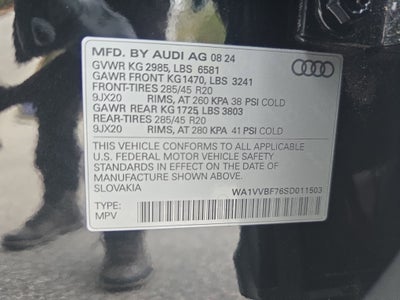 MFD. BY AUDI AG 08 24
GVWR KG 2985, LBS 6581
GAWR FRONT KG 1470, LBS 3241
FRONT-TIRES 285/45 R20
9JX20 RIMS, AT 260 KPA 38 PSI COLD
GAWR REAR KG 1725, LBS 3803
REAR-TIRES 285/45 R20
9JX20 RIMS, AT 280 KPA 41 PSI COLD
THIS VEHICLE CONFORMS TO ALL APPLICABLE
U.S. FEDERAL MOTOR VEHICLE SAFETY
STANDARDS IN EFFECT ON THE DATE OF
MANUFACTURE SHOWN ABOVE.
SLOVAKIA WA1VVBF76SD011503
TYPE:
MPV